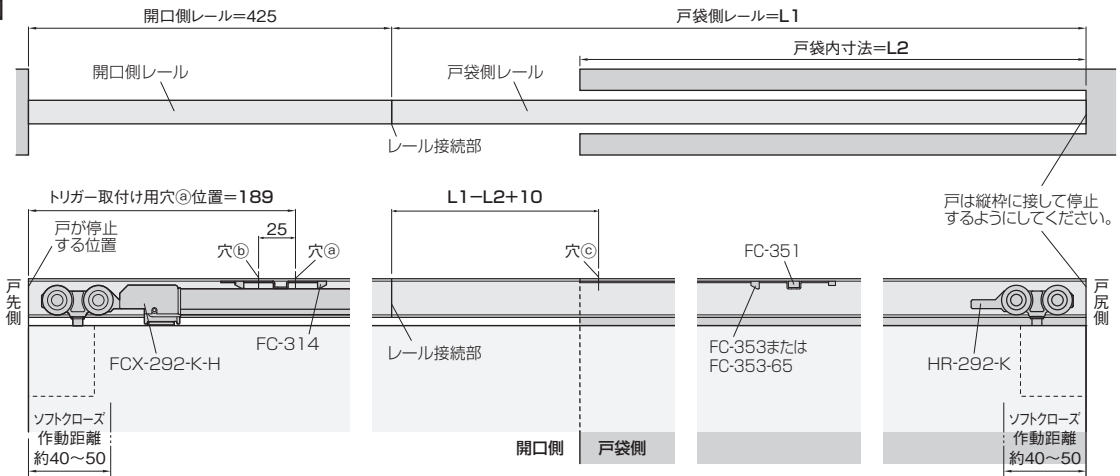 開口側レール=425
戸袋側レール=L1
戸袋内寸法=L2
開口側レール
戸袋側レール
レール接続部
トリガー取付け用穴ⓐ位置=189
L1−L2+10
戸は縦枠に接して停止
するようにしてください。
戸が停止
する位置
25
穴ⓑ
穴ⓐ
穴ⓒ
FC-351
戸先側
戸尻側
FCX-292-K-H
FC-314
レール接続部
FC-353または
FC-353-65
HR-292-K
ソフトクローズ
作動距離
約40〜50
開口側
戸袋側
ソフトクローズ
作動距離
約40〜50